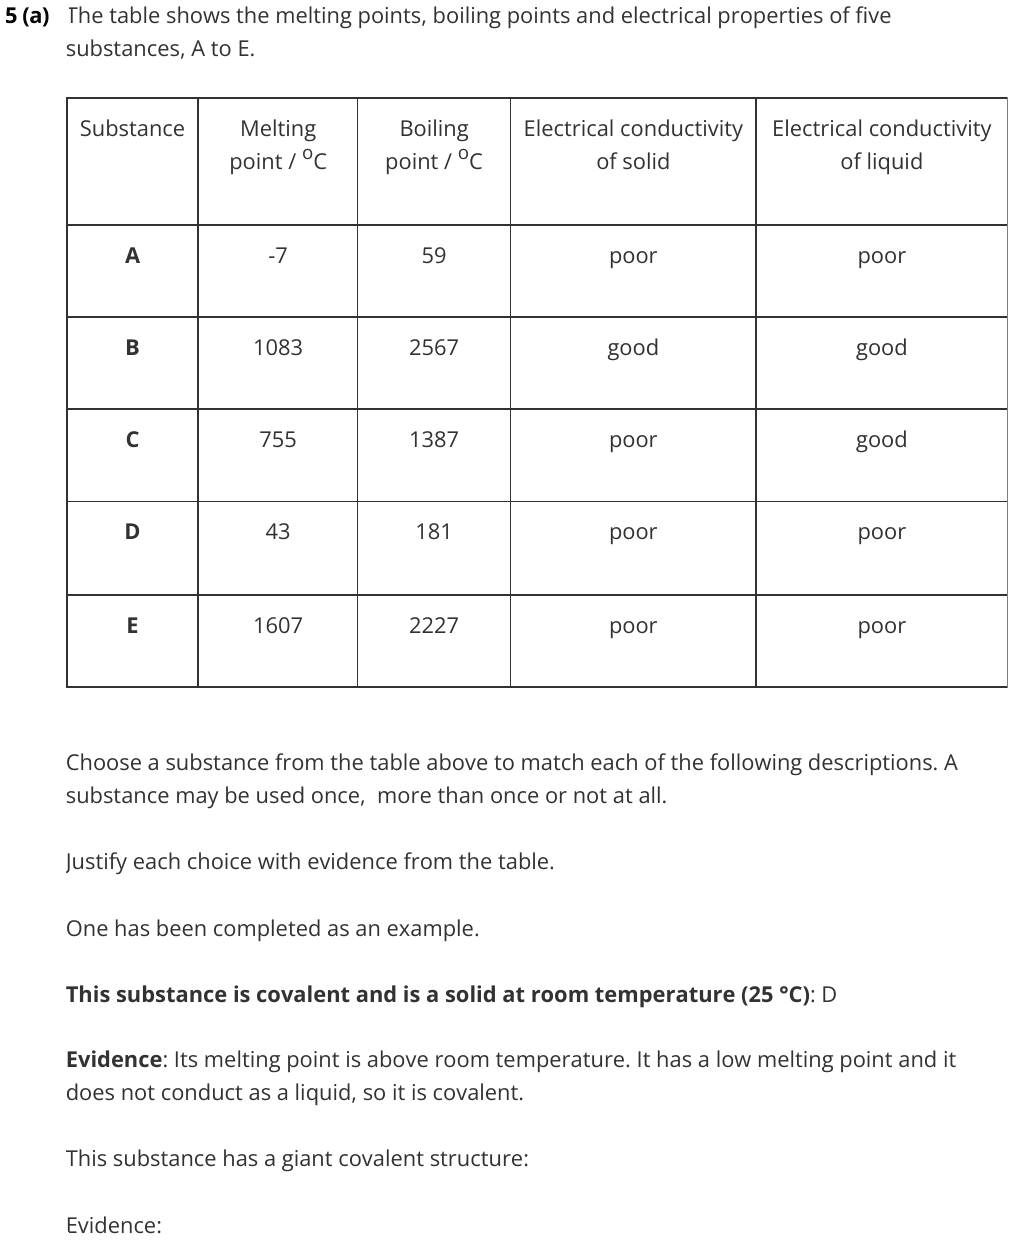 5 (a) The table shows the melting points, boiling points and electrical properties of five
substances, A to E.
Substance Melting Boiling Electrical conductivity Electrical conductivity
point / ⁰C point / ⁰C of solid of liquid
A -7 59 poor poor
B 1083 2567 good good
C 755 1387 poor good
D 43 181 poor poor
E 1607 2227 poor poor
Choose a substance from the table above to match each of the following descriptions. A
substance may be used once,  more than once or not at all.
Justify each choice with evidence from the table.
One has been completed as an example.
This substance is covalent and is a solid at room temperature (25 °C): D
Evidence: Its melting point is above room temperature. It has a low melting point and it
does not conduct as a liquid, so it is covalent.
This substance has a giant covalent structure:
Evidence: